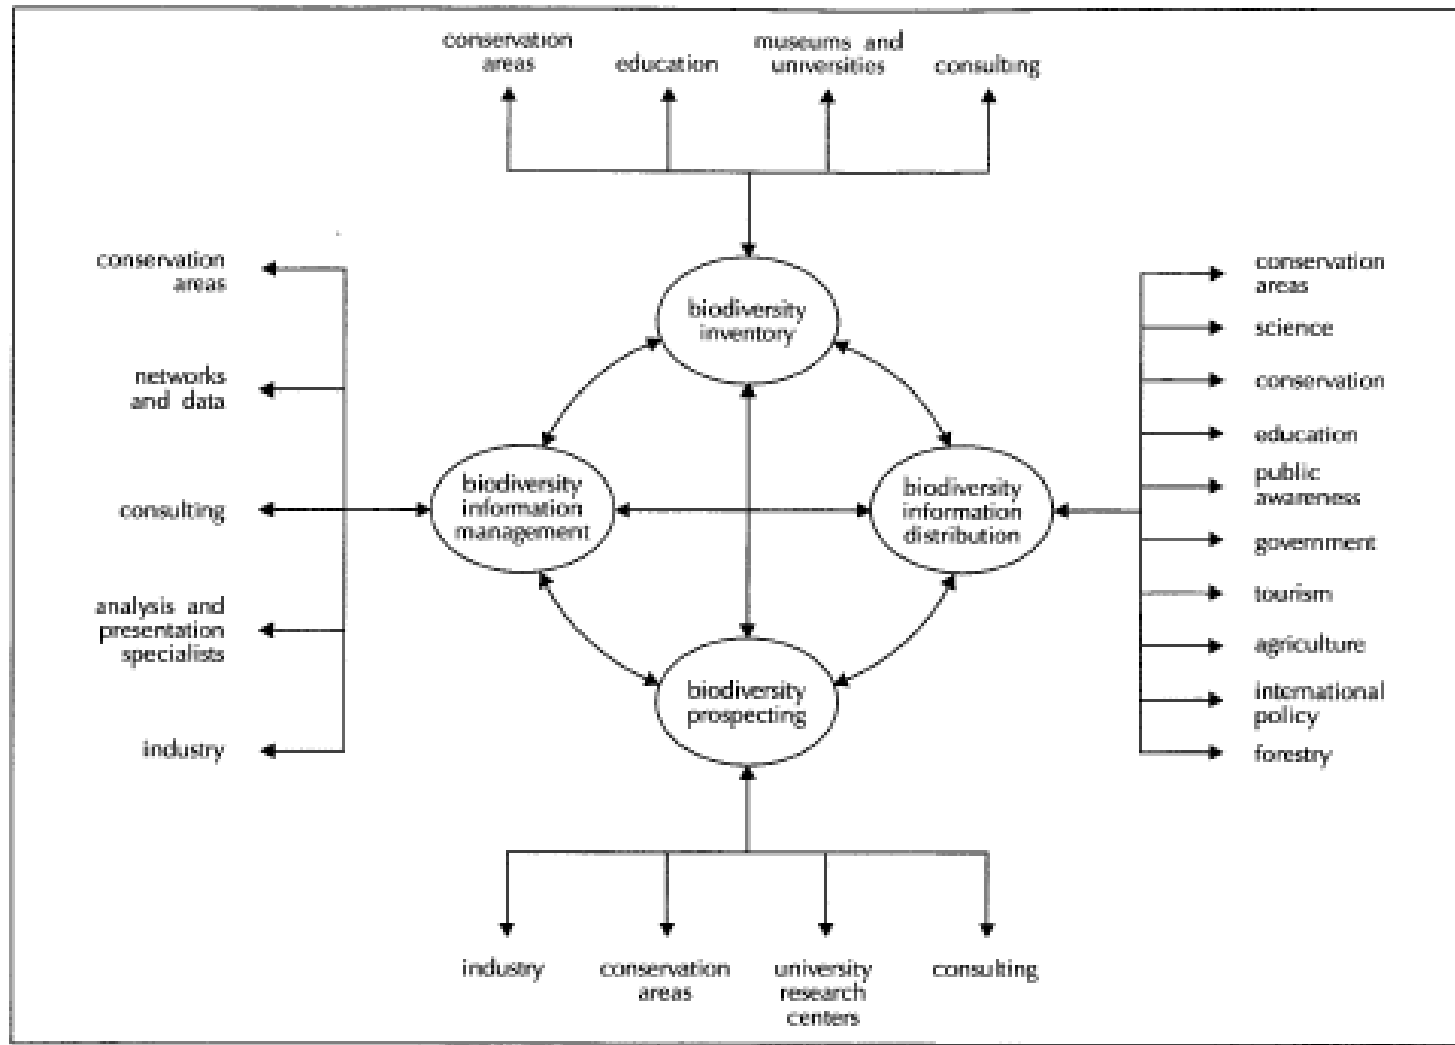 conservation
areas
education
museums and
universities
consulting
conservation
areas
networks
and data
consulting
analysis and
presentation
specialists
industry
biodiversity
inventory
biodiversity
information
management
biodiversity
information
distribution
biodiversity
prospecting
conservation
areas
science
conservation
education
public
awareness
government
tourism
agriculture
international
policy
forestry
industry
conservation
areas
university
research
centers
consulting